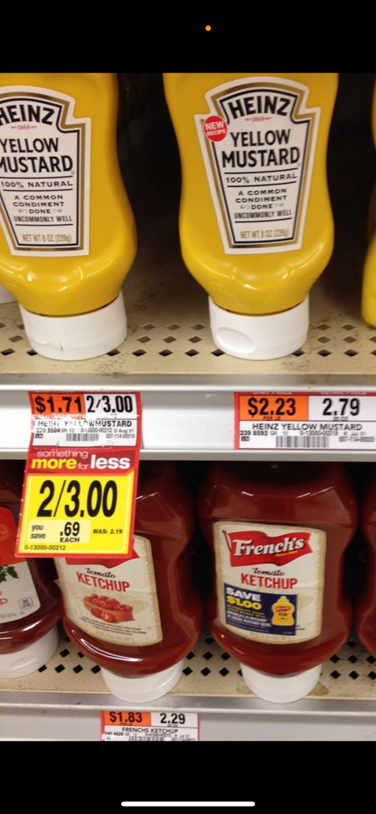 HEINZ
YELLOW
MUSTARD
100% NATURAL
A COMMON
CONDIMENT
DONE
UNCOMMONLY WELL
NET WT 8 OZ (226g)
HEINZ
NEW
RECIPE
YELLOW
MUSTARD
100% NATURAL
A COMMON
CONDIMENT
DONE
UNCOMMONLY WELL
NET WT 8 OZ (226g)
$1.71 2/3.00
HEINZ YELLOW MUSTARD
$2.23 2.79
HEINZ YELLOW MUSTARD
239 8592
something
more for less
2/3.00
you
save .69
EACH
WAS: 2.19
0-13000-00212
Tomato
KETCHUP
French's
Tomato
KETCHUP
SAVE
$1.00
$1.83 2.29
FRENCHS KETCHUP